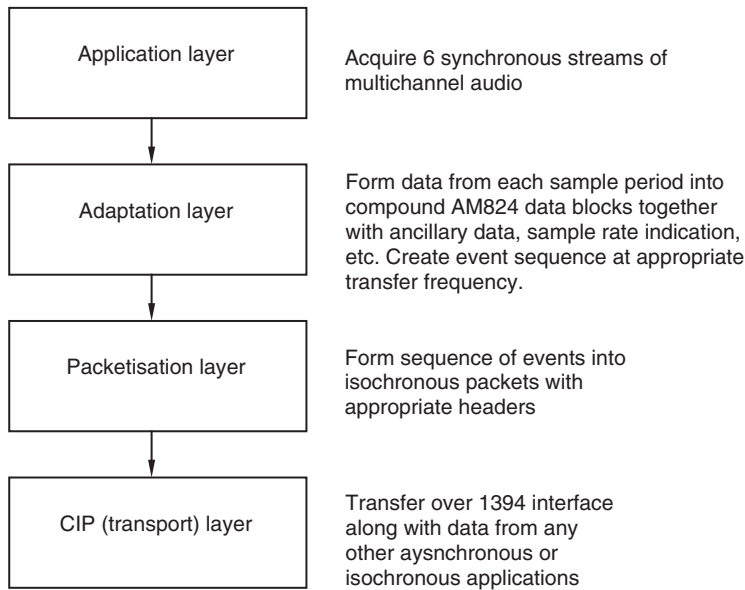 Application layer
Acquire 6 synchronous streams of
multichannel audio
Adaptation layer
Form data from each sample period into
compound AM824 data blocks together
with ancillary data, sample rate indication,
etc. Create event sequence at appropriate
transfer frequency.
Packetisation layer
Form sequence of events into
isochronous packets with
appropriate headers
CIP (transport) layer
Transfer over 1394 interface
along with data from any
other aysnchronous or
isochronous applications